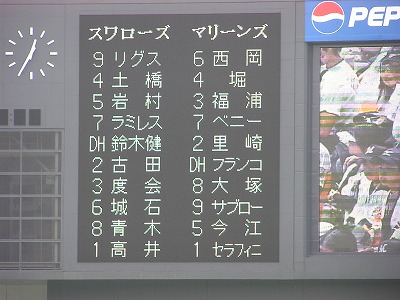 スワローズ マリーンズ
9 リグス 6 西岡
4 土橋 4 堀
5 岩村 3 福浦
7 ラミレス 7 ベニー
DH 鈴木健 2 里崎
2 古田 DH フランコ
3 度会 8 大塚
6 城石 9 サブロー
8 青木 5 今江
1 高井 1 セラフィニ
PEP